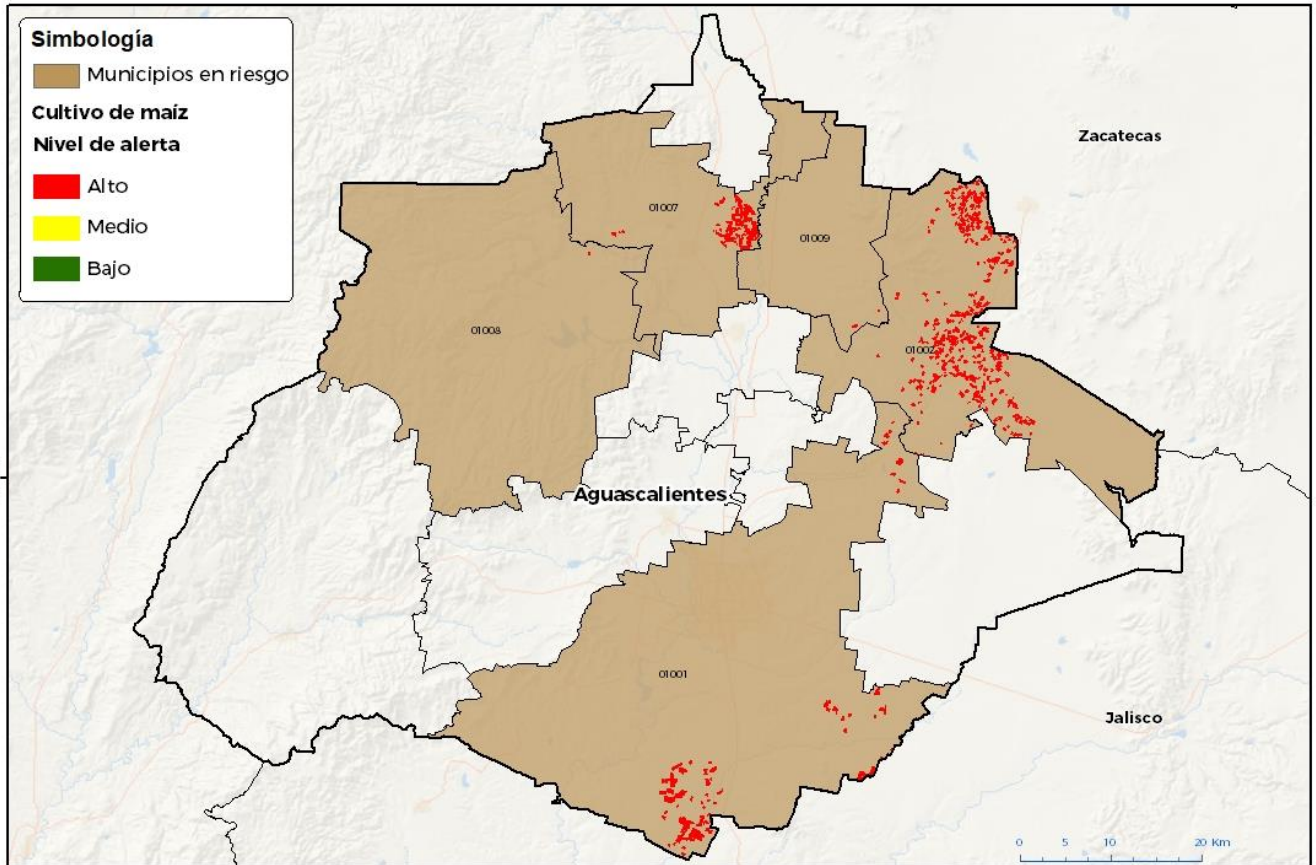 Simbología
Municipios en riesgo
Cultivo de maíz
Nivel de alerta
Alto
Medio
Bajo
Zacatecas
01007
01009
01008
01002
Aguascalientes
01001
Jalisco
0 5 10 20 Km